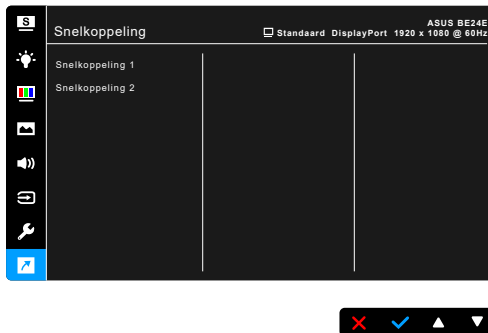 S
Snelkoppeling
ASUS BE24E
Standaard DisplayPort 1920 x 1080 @ 60Hz
Snelkoppeling 1
Snelkoppeling 2